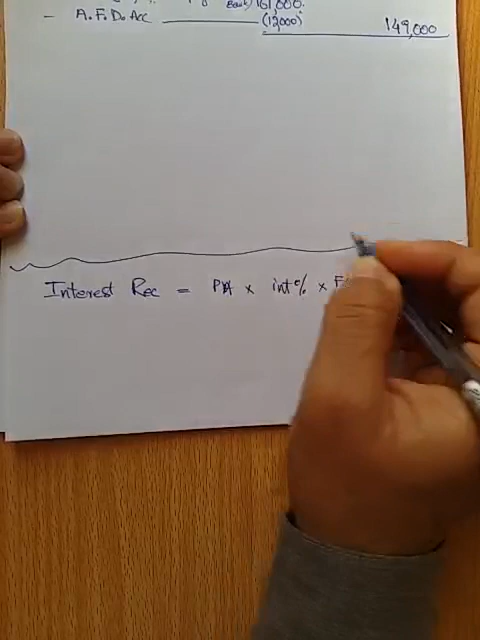 161,000.
- A.F.D. Acc (12,000) 149,000
Interest Rec = PA x int% x F